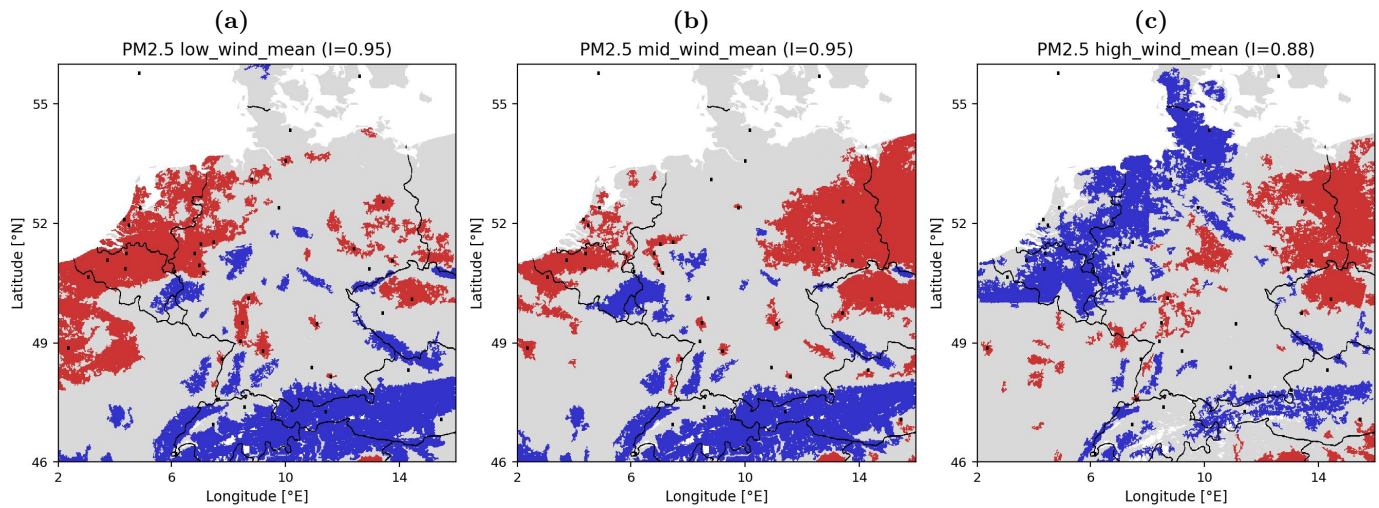 (a)
PM2.5 low_wind_mean (I=0.95)
55
52
49
46
Latitude [°N]
2
6
10
14
Longitude [°E]
(b)
PM2.5 mid_wind_mean (I=0.95)
55
52
49
46
Latitude [°N]
2
6
10
14
Longitude [°E]
(c)
PM2.5 high_wind_mean (I=0.88)
55
52
49
46
Latitude [°N]
2
6
10
14
Longitude [°E]